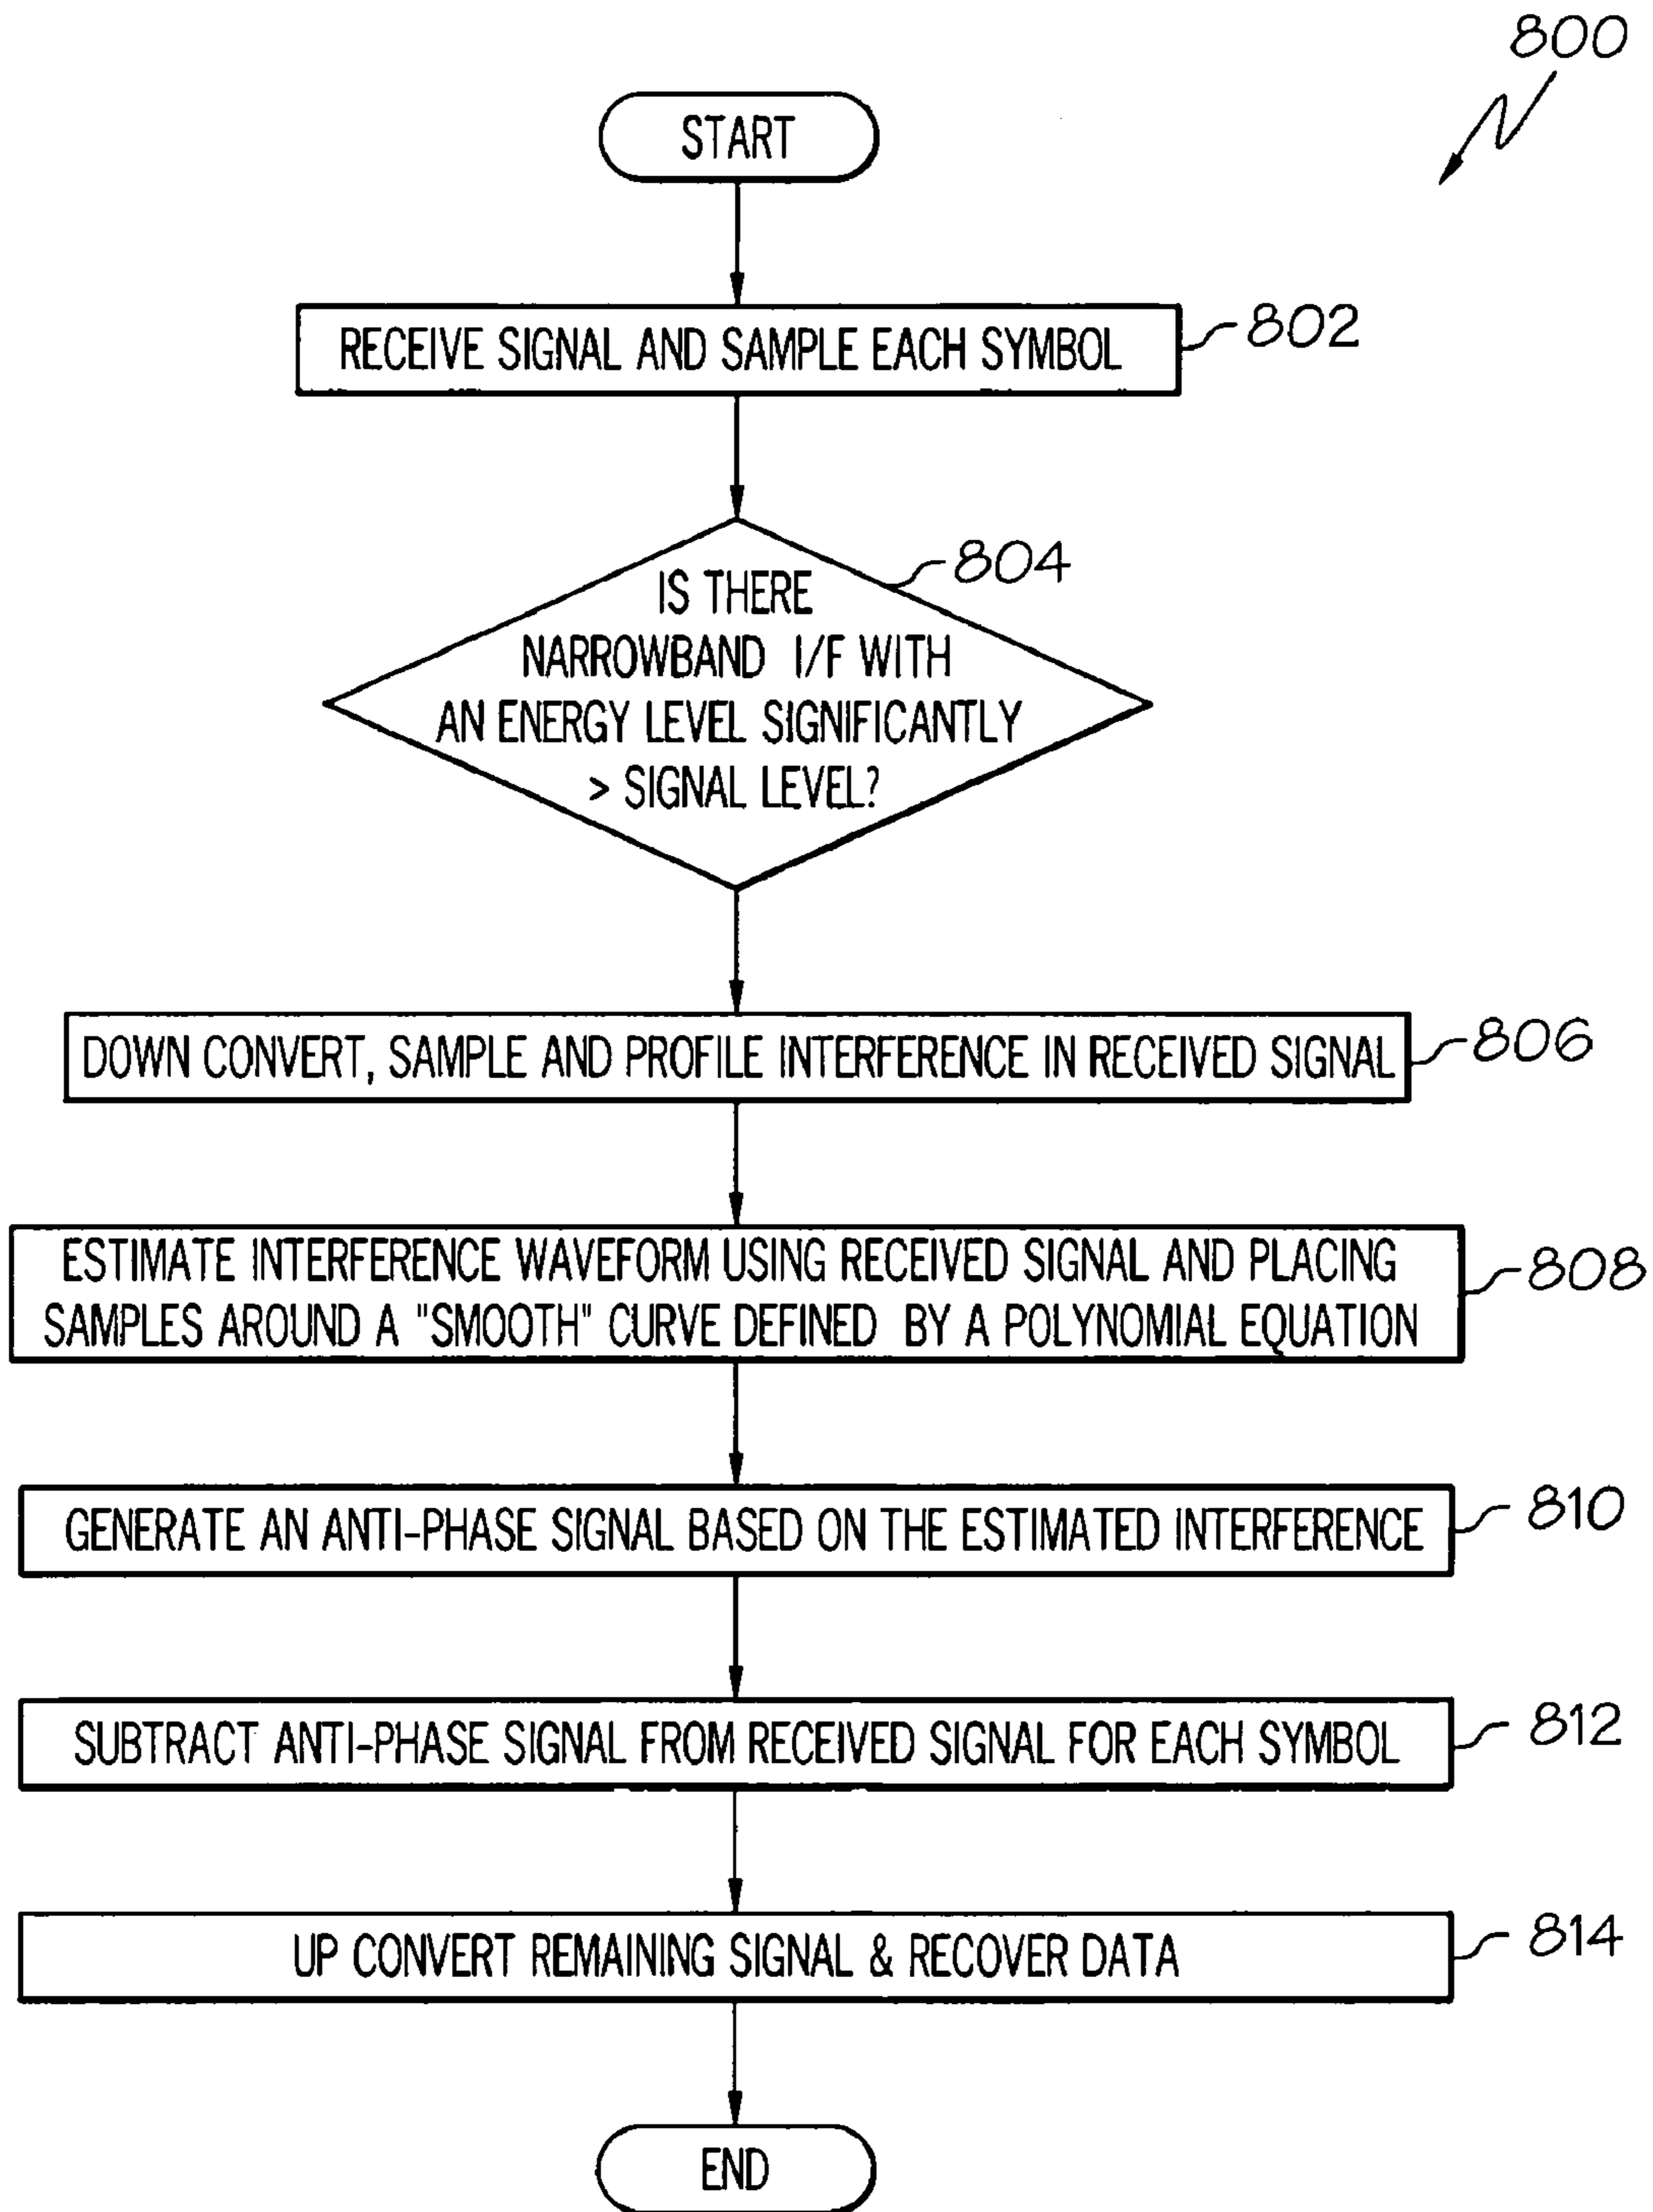 800
START
RECEIVE SIGNAL AND SAMPLE EACH SYMBOL
802
804
IS THERE
NARROWBAND I/F WITH
AN ENERGY LEVEL SIGNIFICANTLY
> SIGNAL LEVEL?
DOWN CONVERT, SAMPLE AND PROFILE INTERFERENCE IN RECEIVED SIGNAL
806
ESTIMATE INTERFERENCE WAVEFORM USING RECEIVED SIGNAL AND PLACING
SAMPLES AROUND A "SMOOTH" CURVE DEFINED BY A POLYNOMIAL EQUATION
808
GENERATE AN ANTI-PHASE SIGNAL BASED ON THE ESTIMATED INTERFERENCE
810
SUBTRACT ANTI-PHASE SIGNAL FROM RECEIVED SIGNAL FOR EACH SYMBOL
812
UP CONVERT REMAINING SIGNAL & RECOVER DATA
814
END